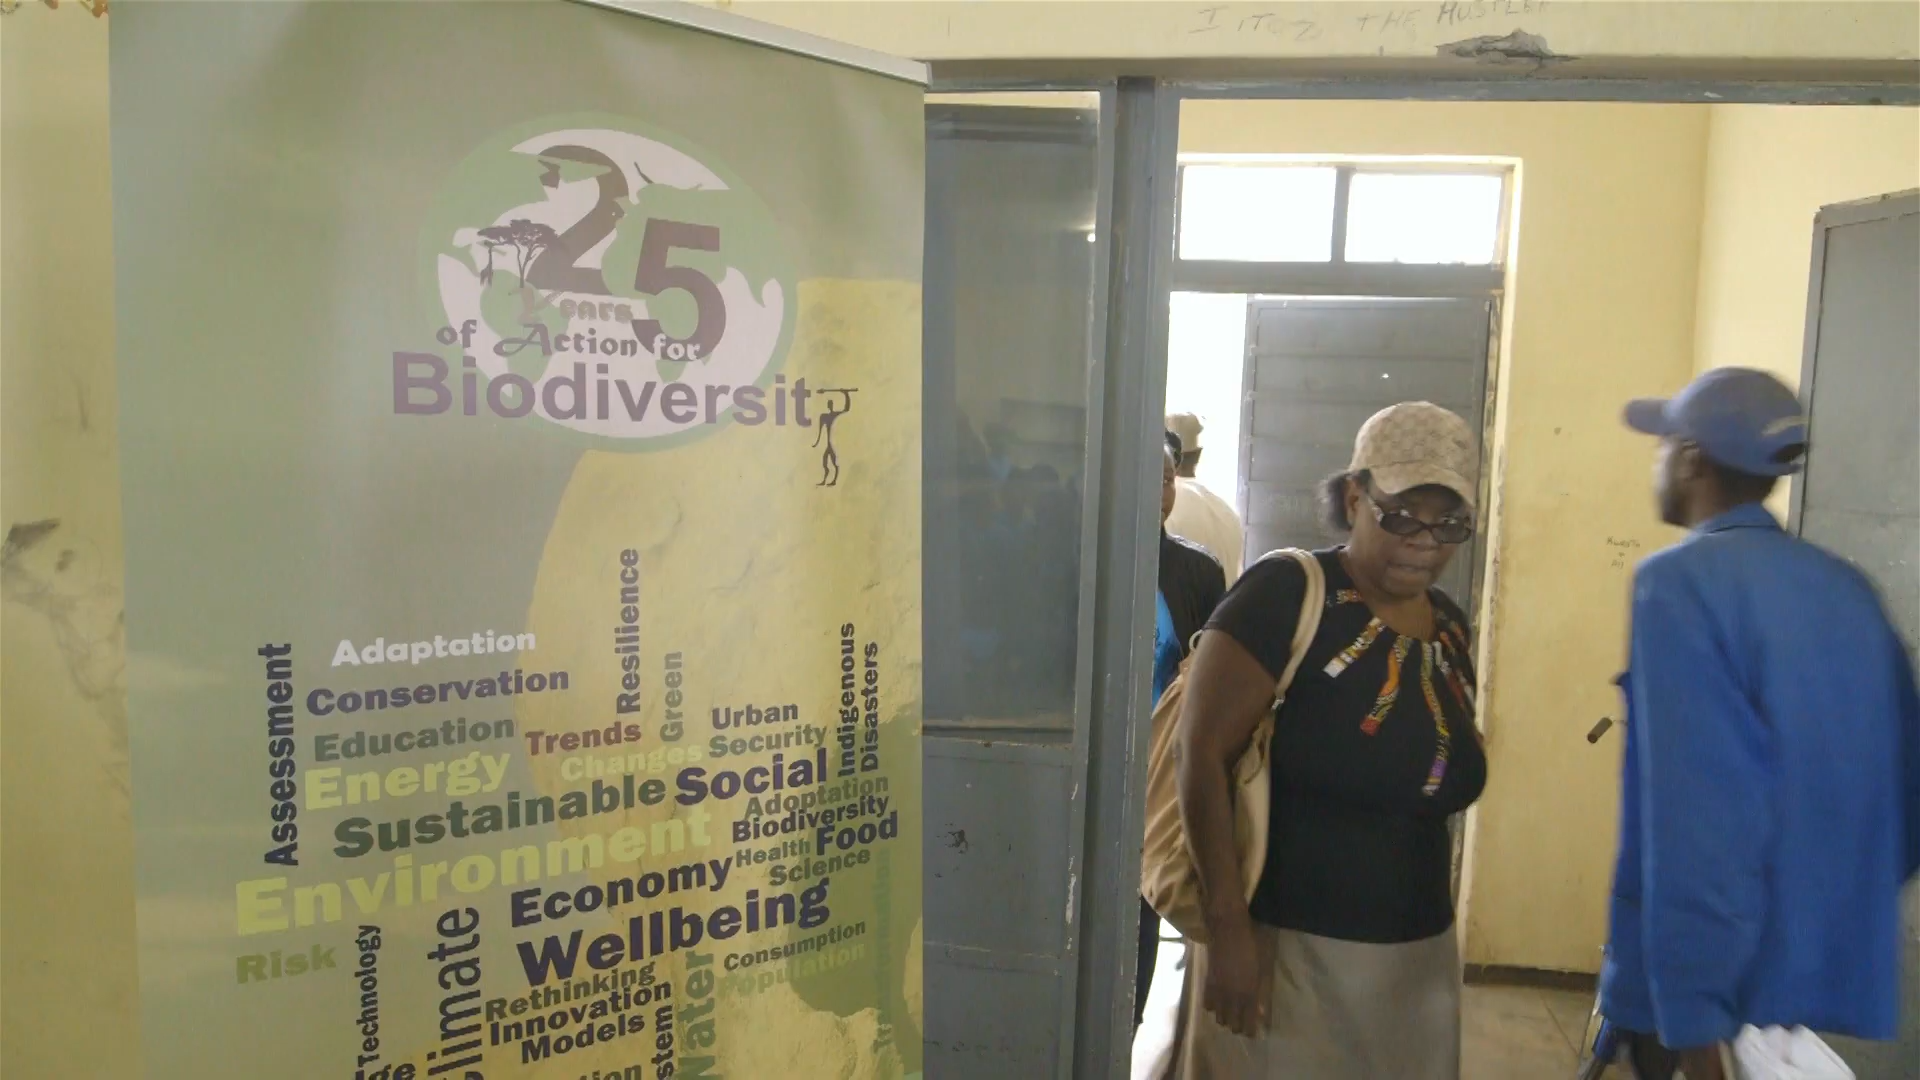 THE HUSTLER
25
Years
of Action for
Biodiversity
Resilience
Adaptation
Assessment
Conservation
Green
Indigenous
Disasters
Urban
Education
Trends
Security
Changes
Energy
Social
Sustainable
Adoptation
Biodiversity
Environment
Food
Health
Science
Economy
Wellbeing
Risk
Technology
Climate
Consumption
Population
Rethinking
Innovation
Water
Models